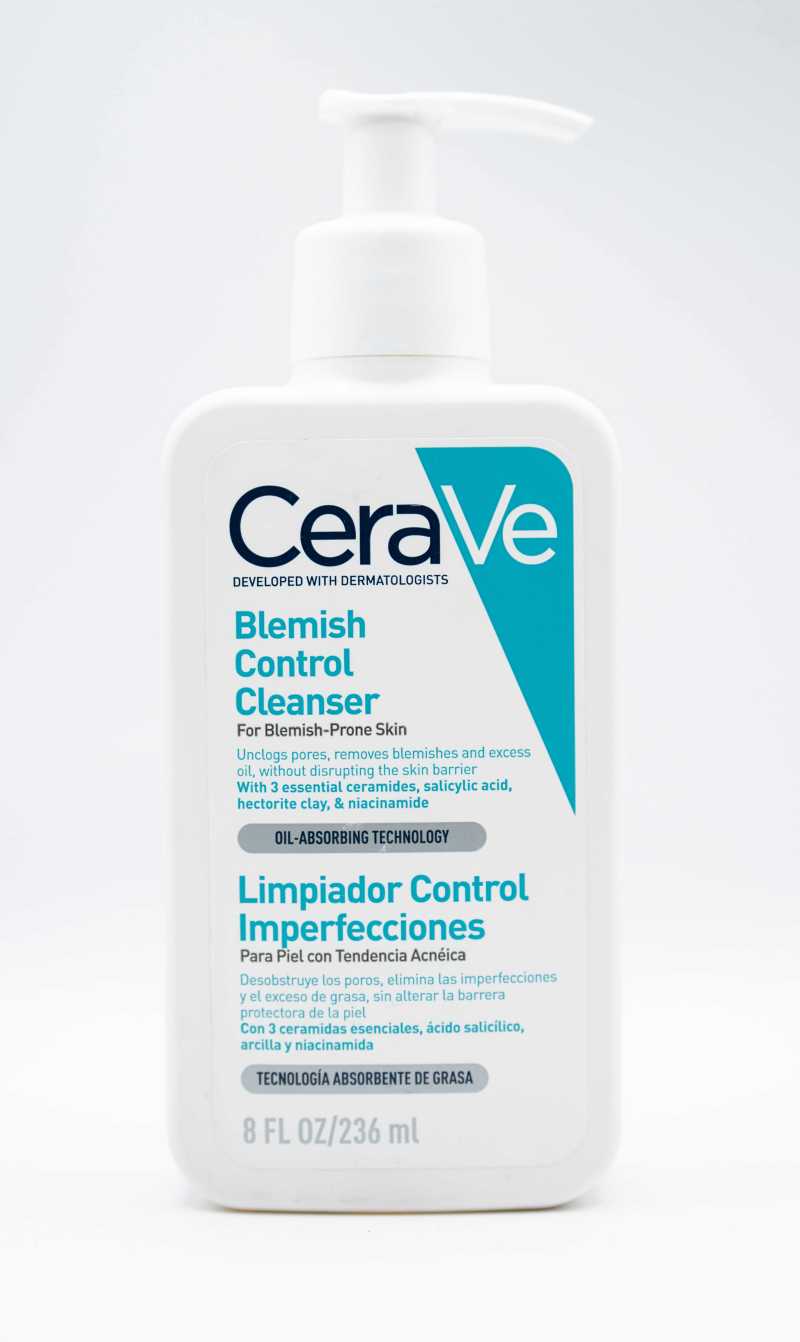 CeraVe
DEVELOPED WITH DERMATOLOGISTS
Blemish
Control
Cleanser
For Blemish-Prone Skin
Unclogs pores, removes blemishes and excess
oil, without disrupting the skin barrier
With 3 essential ceramides, salicylic acid,
hectorite clay, & niacinamide
OIL-ABSORBING TECHNOLOGY
Limpiador Control
Imperfecciones
Para Piel con Tendencia Acnéica
Desobstruye los poros, elimina las imperfecciones
y el exceso de grasa, sin alterar la barrera
protectora de la piel
Con 3 ceramidas esenciales, ácido salicílico,
arcilla y niacinamida
TECNOLOGÍA ABSORBENTE DE GRASA
8 FL OZ/236 ml